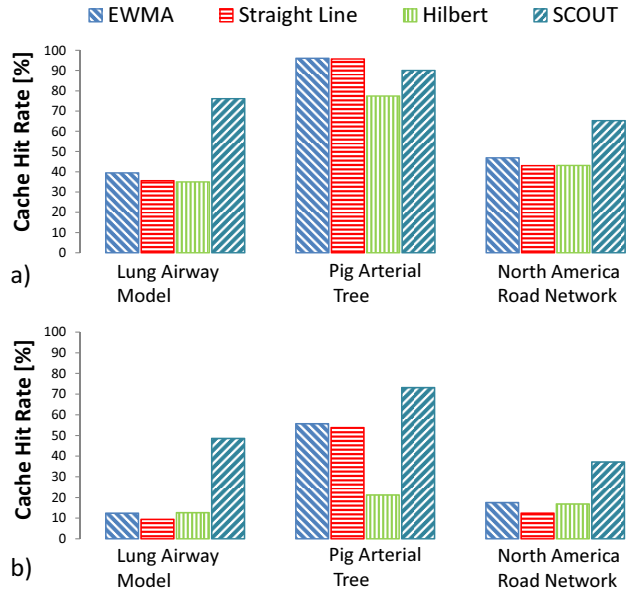 EWMA Straight Line Hilbert SCOUT
Cache Hit Rate [%]
100
90
80
70
60
50
40
30
20
10
0
Lung Airway
Model
Pig Arterial
Tree
North America
Road Network
a)
Cache Hit Rate [%]
100
90
80
70
60
50
40
30
20
10
0
Lung Airway
Model
Pig Arterial
Tree
North America
Road Network
b)